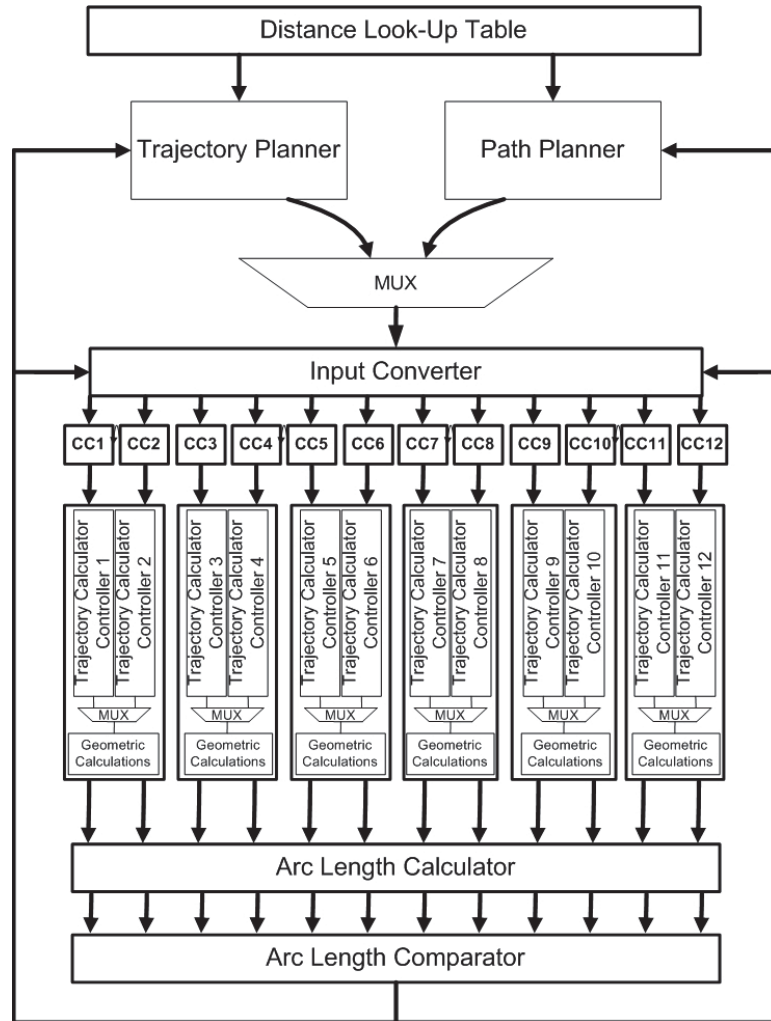 Distance Look-Up Table
Trajectory Planner
Path Planner
MUX
Input Converter
CC1
CC2
CC3
CC4
CC5
CC6
CC7
CC8
CC9
CC10
CC11
CC12
Trajectory Calculator
Controller 1
Trajectory Calculator
Controller 2
Trajectory Calculator
Controller 3
Trajectory Calculator
Controller 4
Trajectory Calculator
Controller 5
Trajectory Calculator
Controller 6
Trajectory Calculator
Controller 7
Trajectory Calculator
Controller 8
Trajectory Calculator
Controller 9
Trajectory Calculator
Controller 10
Trajectory Calculator
Controller 11
Trajectory Calculator
Controller 12
MUX
MUX
MUX
MUX
MUX
MUX
Geometric
Calculations
Geometric
Calculations
Geometric
Calculations
Geometric
Calculations
Geometric
Calculations
Geometric
Calculations
Arc Length Calculator
Arc Length Comparator